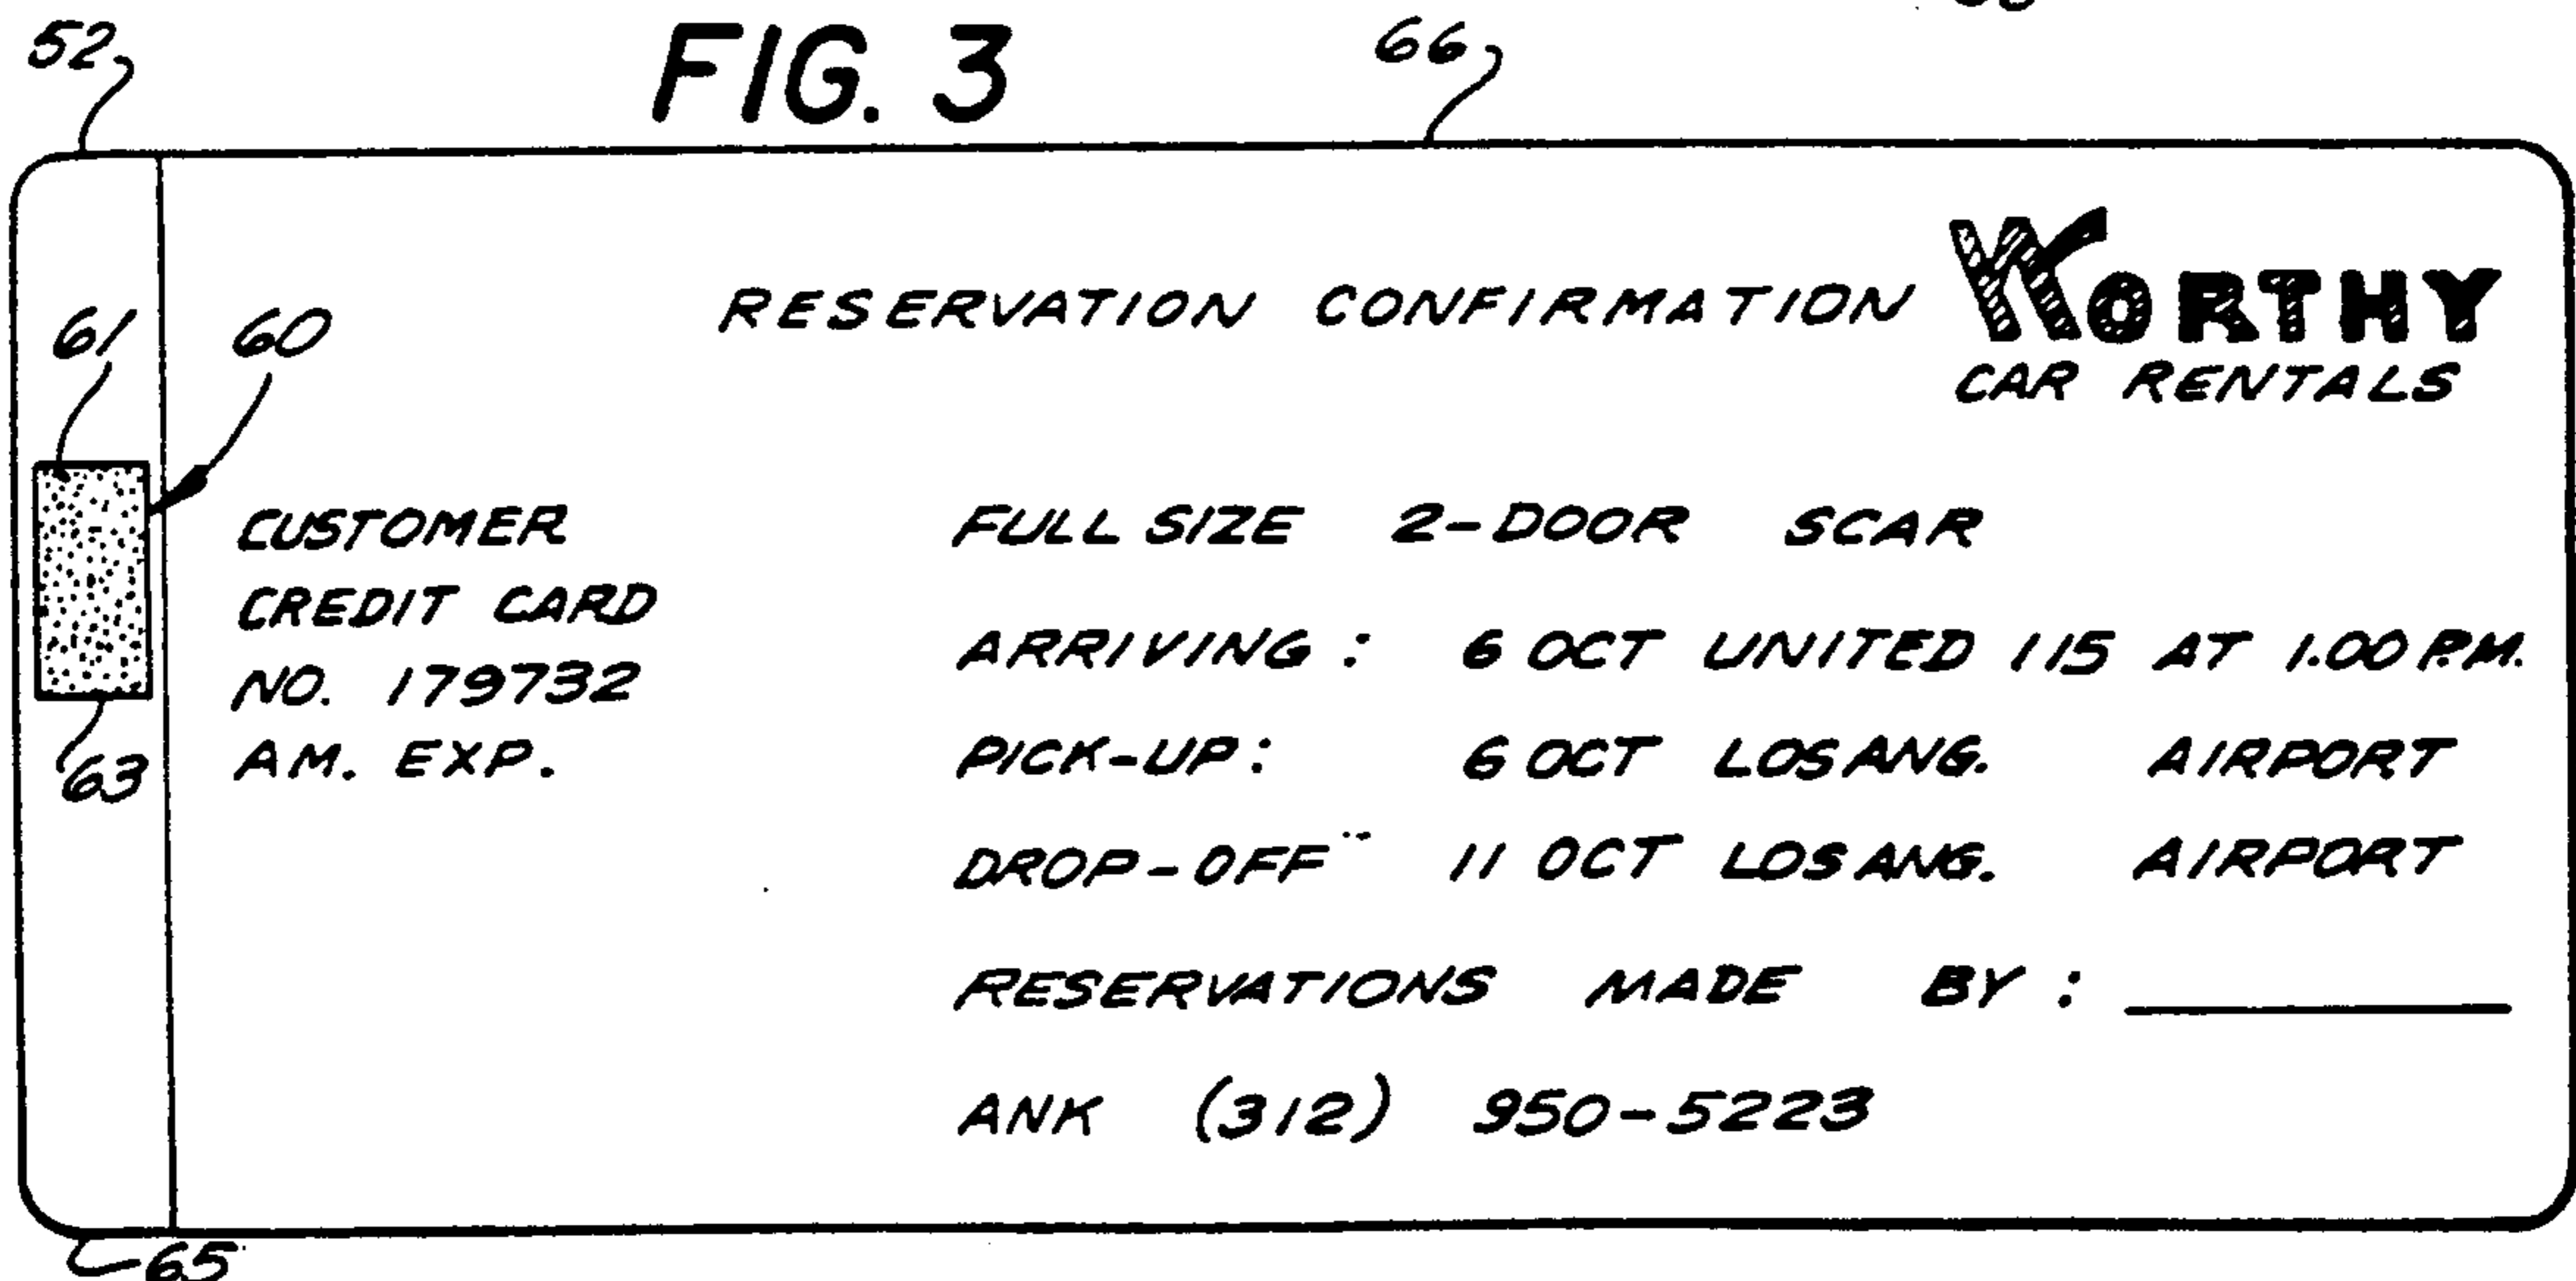 52
FIG. 3
66
RESERVATION CONFIRMATION WORTHY
CAR RENTALS
61
60
CUSTOMER
CREDIT CARD
NO. 179732
AM. EXP.
63
FULL SIZE 2-DOOR SCAR
ARRIVING: 6 OCT UNITED 115 AT 1.00 P.M.
PICK-UP: 6 OCT LOS ANG. AIRPORT
DROP-OFF 11 OCT LOS ANG. AIRPORT
RESERVATIONS MADE BY: ________
ANK (312) 950-5223
65